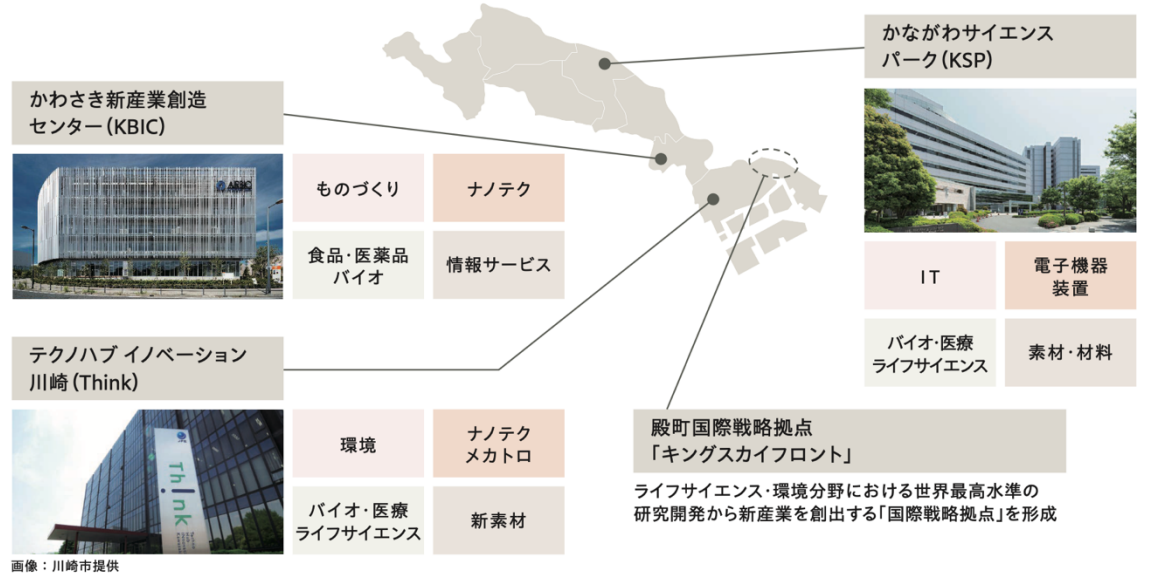 かながわサイエンス
パーク（KSP）
IT
電子機器
装置
バイオ・医療
ライフサイエンス
素材・材料
かわさき新産業創造
センター（KBIC）
ものづくり
ナノテク
食品・医薬品
バイオ
情報サービス
テクノハブ イノベーション
川崎（Think）
Think
環境
ナノテク
メカトロ
バイオ・医療
ライフサイエンス
新素材
殿町国際戦略拠点
「キングスカイフロント」
ライフサイエンス・環境分野における世界最高水準の
研究開発から新産業を創出する「国際戦略拠点」を形成
画像：川崎市提供